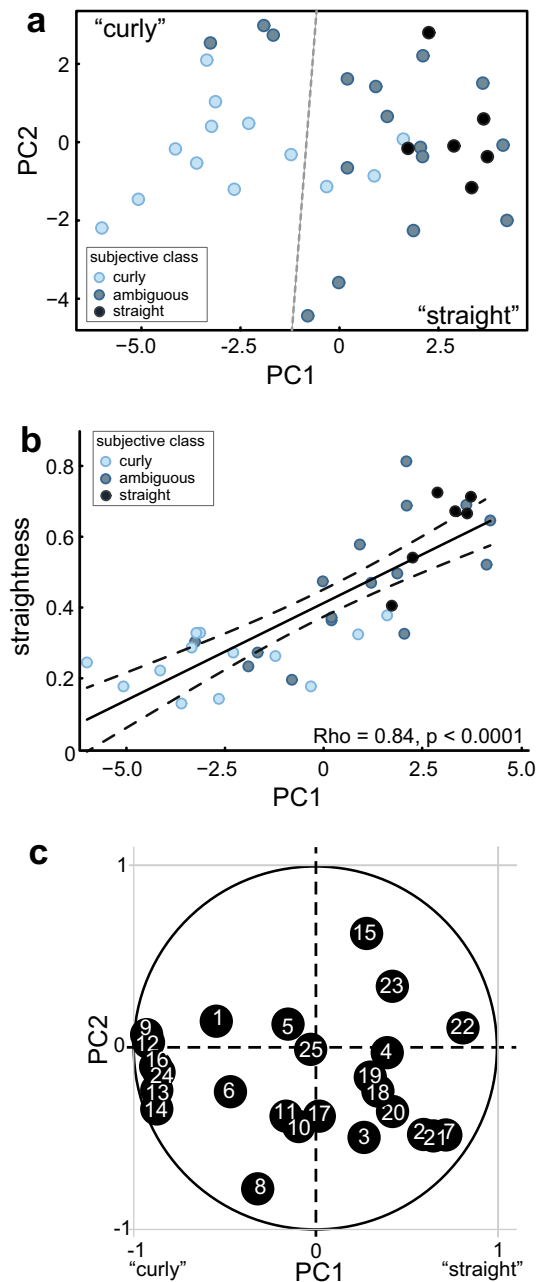 a
“curly”
2
0
−2
−4
PC2
subjective class
curly
ambiguous
straight
“straight”
−5.0
−2.5
0
2.5
PC1
b
0.8
0.6
0.4
0.2
0
straightness
subjective class
curly
ambiguous
straight
Rho = 0.84, p < 0.0001
−5.0
−2.5
0
2.5
5.0
PC1
c
1
0
-1
PC2
15
23
22
1
5
9
12
25
4
16
24
19
13
6
18
14
11
17
20
10
3
2
21
7
8
-1
0
1
“curly”
PC1
“straight”